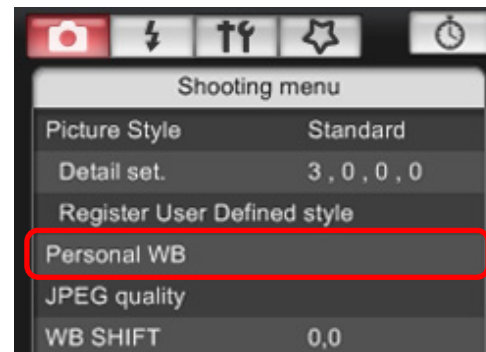 Shooting menu
Picture Style Standard
Detail set. 3 , 0 , 0 , 0
Register User Defined style
Personal WB
JPEG quality
WB SHIFT 0,0